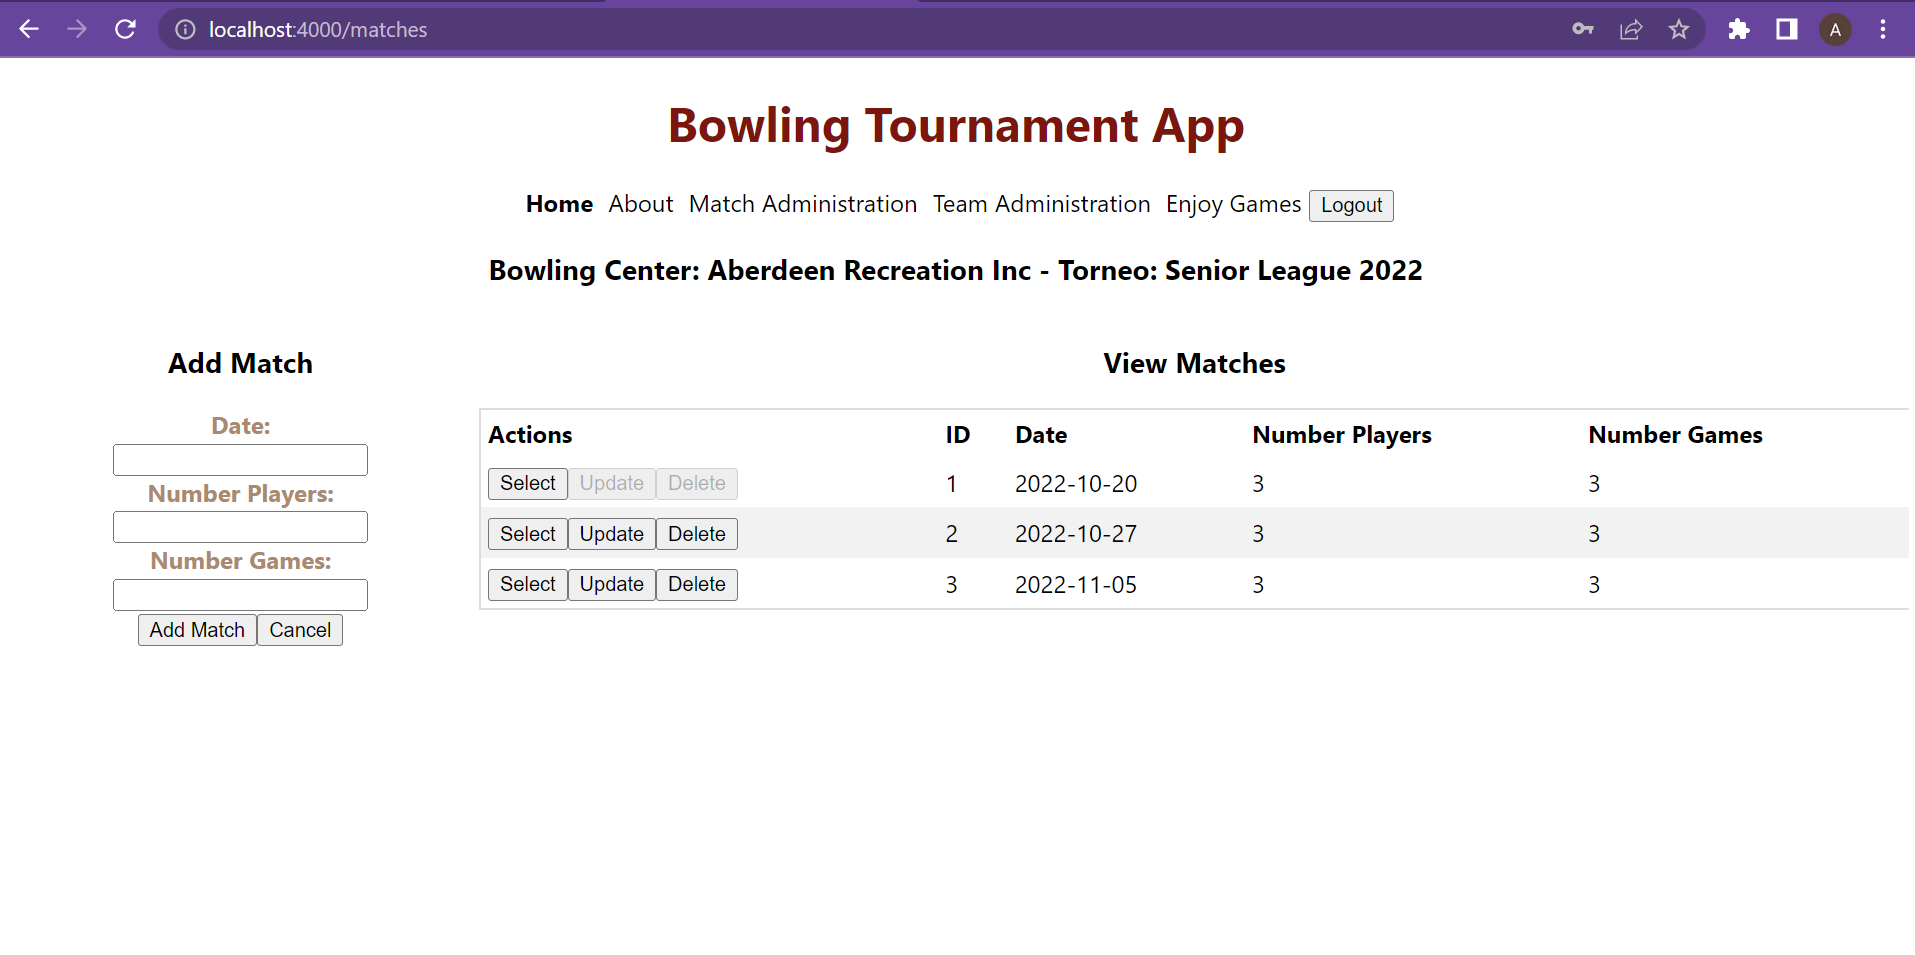 localhost:4000/matches
A
Bowling Tournament App
Home About Match Administration Team Administration Enjoy Games Logout
Bowling Center: Aberdeen Recreation Inc - Torneo: Senior League 2022
Add Match
Date:
Number Players:
Number Games:
Add Match Cancel
View Matches
Actions ID Date Number Players Number Games
Select Update Delete 1 2022-10-20 3 3
Select Update Delete 2 2022-10-27 3 3
Select Update Delete 3 2022-11-05 3 3